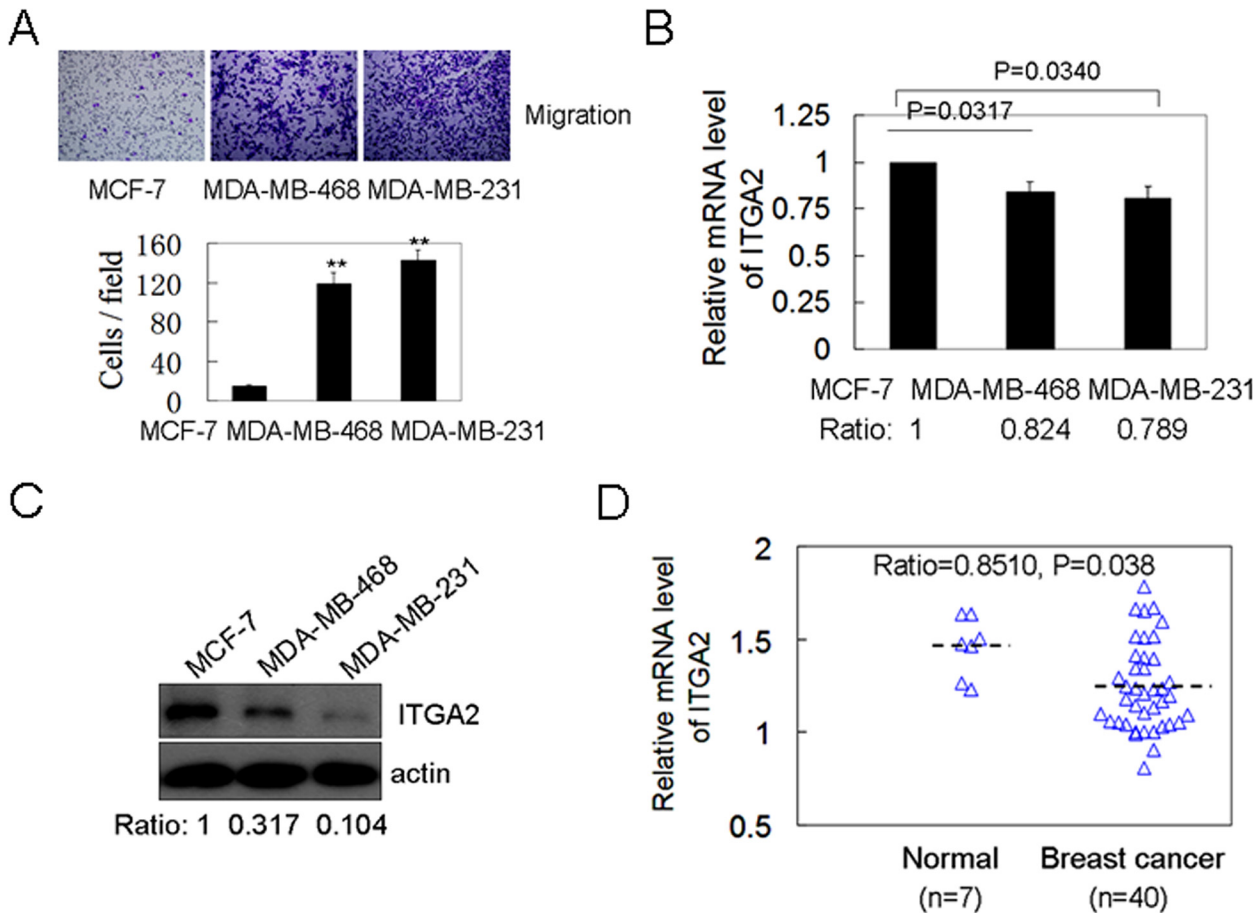 A
Migration
MCF-7 MDA-MB-468 MDA-MB-231
160
120
80
40
0
Cells / field
** **
MCF-7 MDA-MB-468 MDA-MB-231
B
P=0.0340
P=0.0317
1.25
1
0.75
0.5
0.25
0
Relative mRNA level
of ITGA2
MCF-7 MDA-MB-468 MDA-MB-231
Ratio: 1 0.824 0.789
C
MCF-7 MDA-MB-468 MDA-MB-231
ITGA2
actin
Ratio: 1 0.317 0.104
D
Ratio=0.8510, P=0.038
2
1.5
1
0.5
Relative mRNA level
of ITGA2
Normal Breast cancer
(n=7) (n=40)